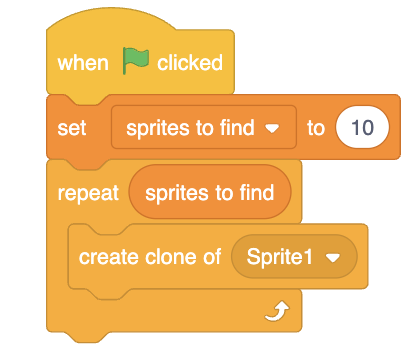 when clicked
set sprites to find to 10
repeat sprites to find
create clone of Sprite1